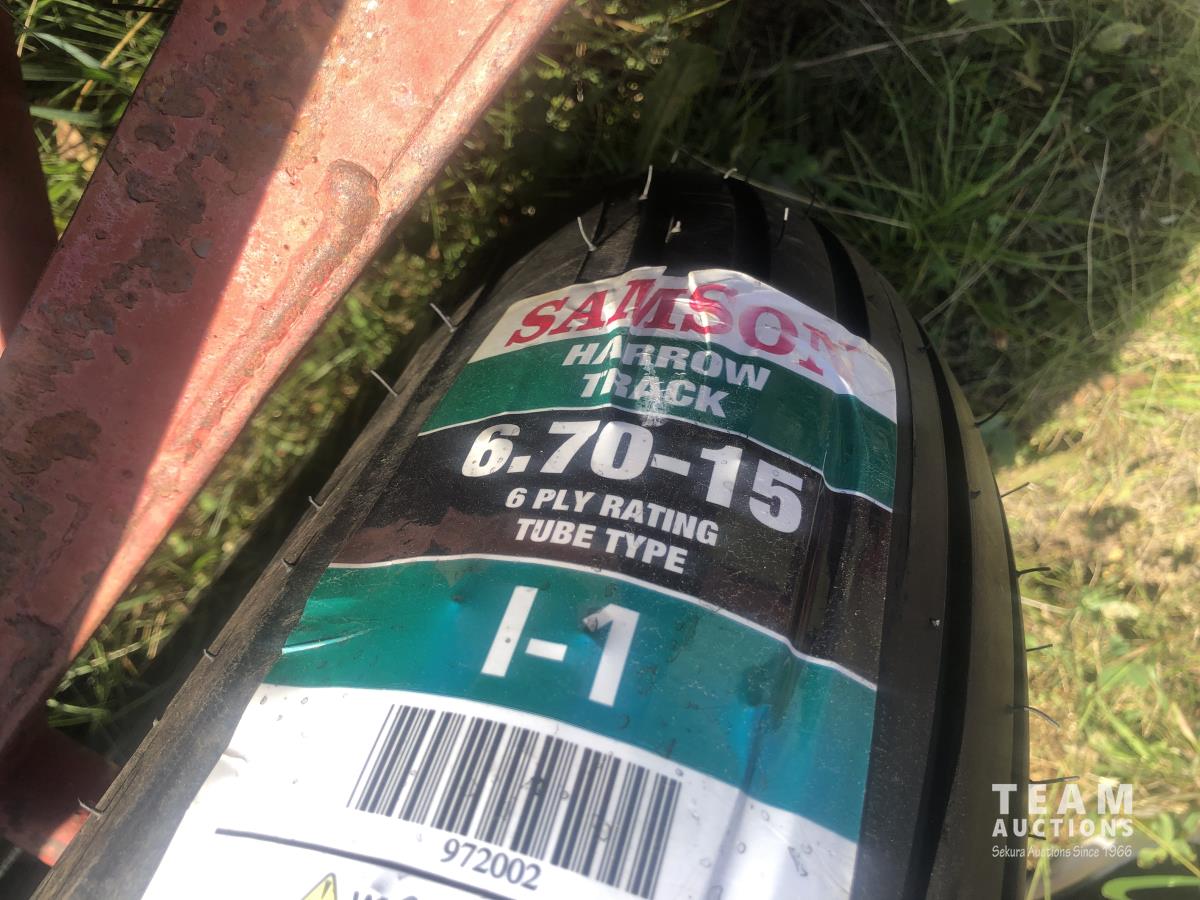 SAMSON
HARROW
TRACK
6.70-15
6 PLY RATING
TUBE TYPE
I-1
972002
TEAM
AUCTIONS
Sekura Auctions Since 1966